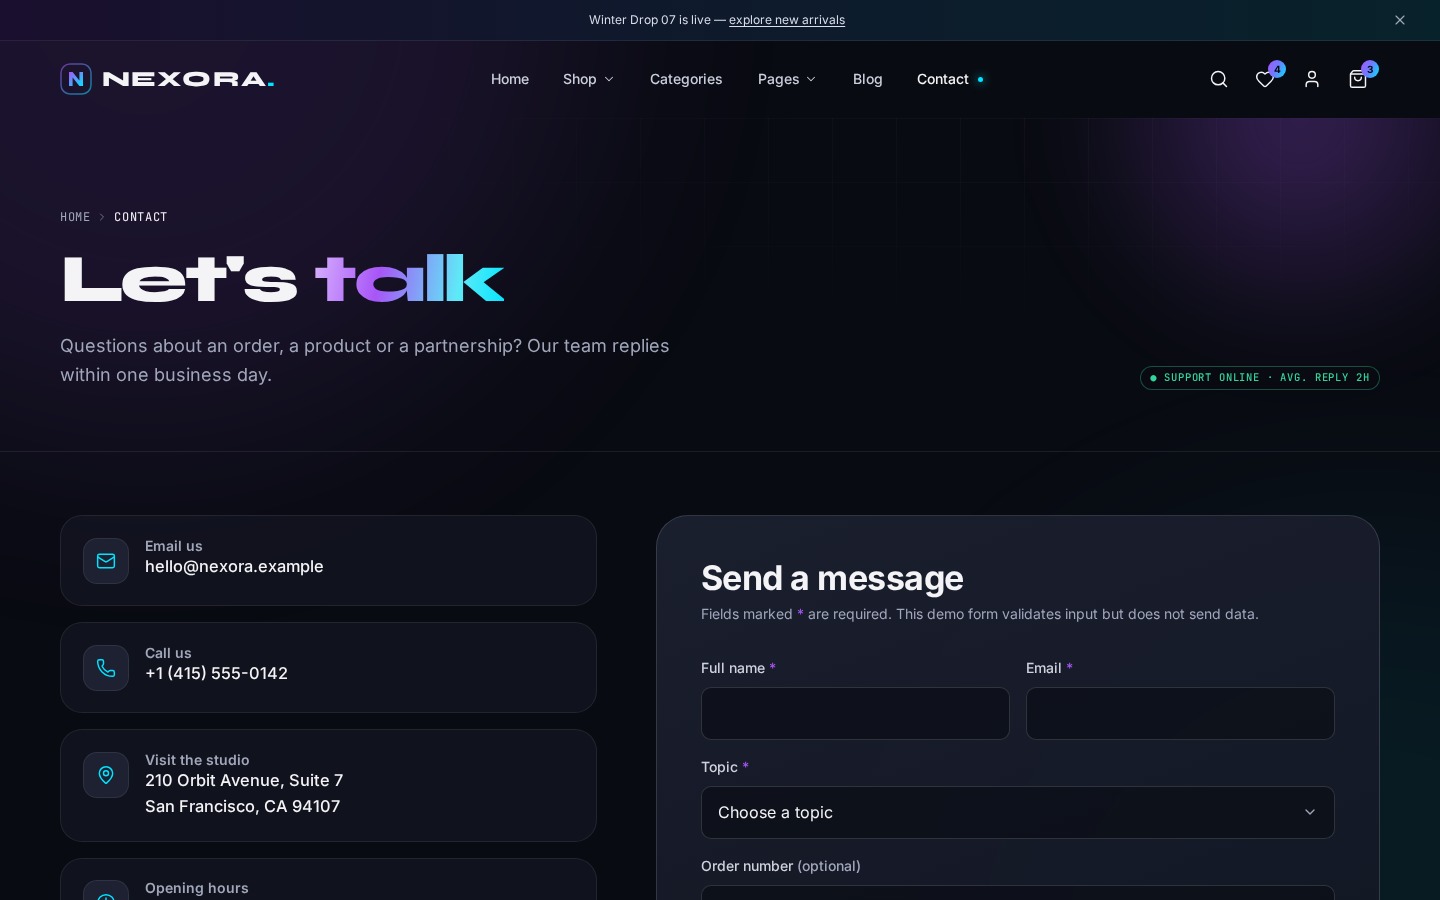 Winter Drop 07 is live — explore new arrivals
N NEXORA.
Home Shop Categories Pages Blog Contact
4
3
HOME > CONTACT
Let's talk
Questions about an order, a product or a partnership? Our team replies
within one business day.
SUPPORT ONLINE · AVG. REPLY 2H
Email us
hello@nexora.example
Call us
+1 (415) 555-0142
Visit the studio
210 Orbit Avenue, Suite 7
San Francisco, CA 94107
Opening hours
Send a message
Fields marked * are required. This demo form validates input but does not send data.
Full name *
Email *
Topic *
Choose a topic
Order number (optional)